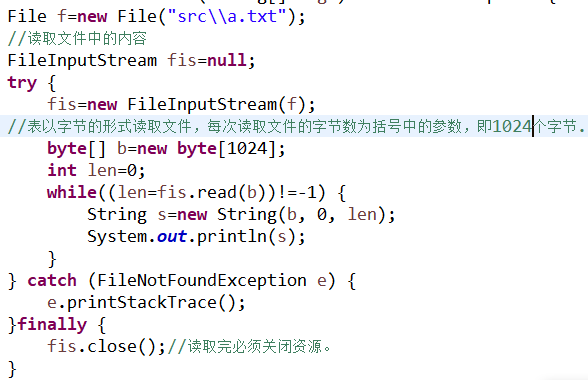 File f=new File("src\\a.txt");
//读取文件中的内容
FileInputStream fis=null;
try {
    fis=new FileInputStream(f);
//表以字节的形式读取文件，每次读取文件的字节数为括号中的参数，即1024个字节.
    byte[] b=new byte[1024];
    int len=0;
    while((len=fis.read(b))!=-1) {
        String s=new String(b, 0, len);
        System.out.println(s);
    }
} catch (FileNotFoundException e) {
    e.printStackTrace();
}finally {
    fis.close();//读取完必须关闭资源。
}